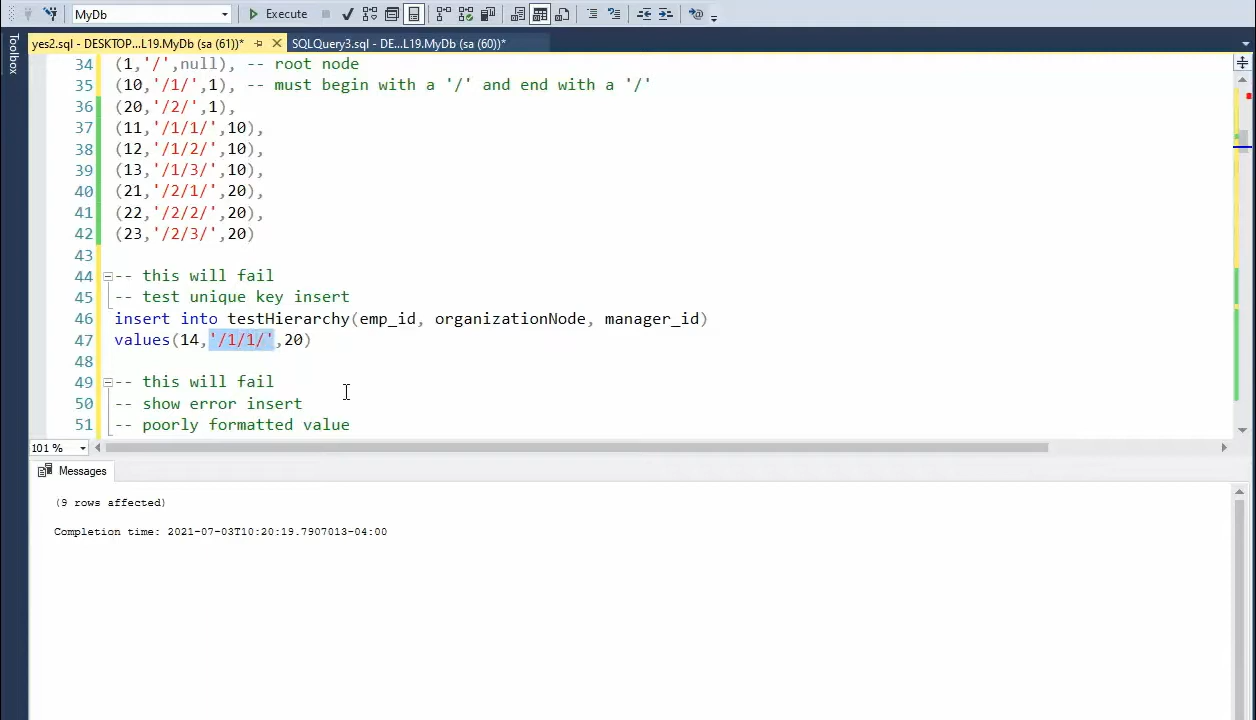 MyDb
Execute
Toolbox
yes2.sql - DESKTOP...L19.MyDb (sa (61))*
SQLQuery3.sql - DE...L19.MyDb (sa (60))*
34 (1,'/',null), -- root node
35 (10,'/1/',1), -- must begin with a '/' and end with a '/'
36 (20,'/2/',1),
37 (11,'/1/1/',10),
38 (12,'/1/2/',10),
39 (13,'/1/3/',10),
40 (21,'/2/1/',20),
41 (22,'/2/2/',20),
42 (23,'/2/3/',20)
43
44 -- this will fail
45 -- test unique key insert
46 insert into testHierarchy(emp_id, organizationNode, manager_id)
47 values(14,'/1/1/',20)
48
49 -- this will fail
50 -- show error insert
51 -- poorly formatted value
101 %
Messages
(9 rows affected)
Completion time: 2021-07-03T10:20:19.7907013-04:00